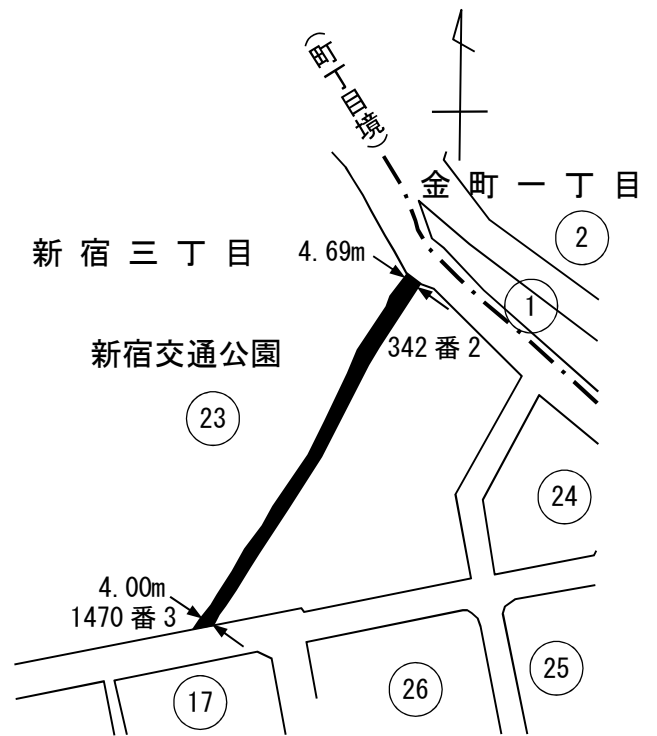 （町丁目境）
金町一丁目
2
新宿三丁目
4.69m
1
342番2
新宿交通公園
23
24
4.00m
1470番3
25
17
26